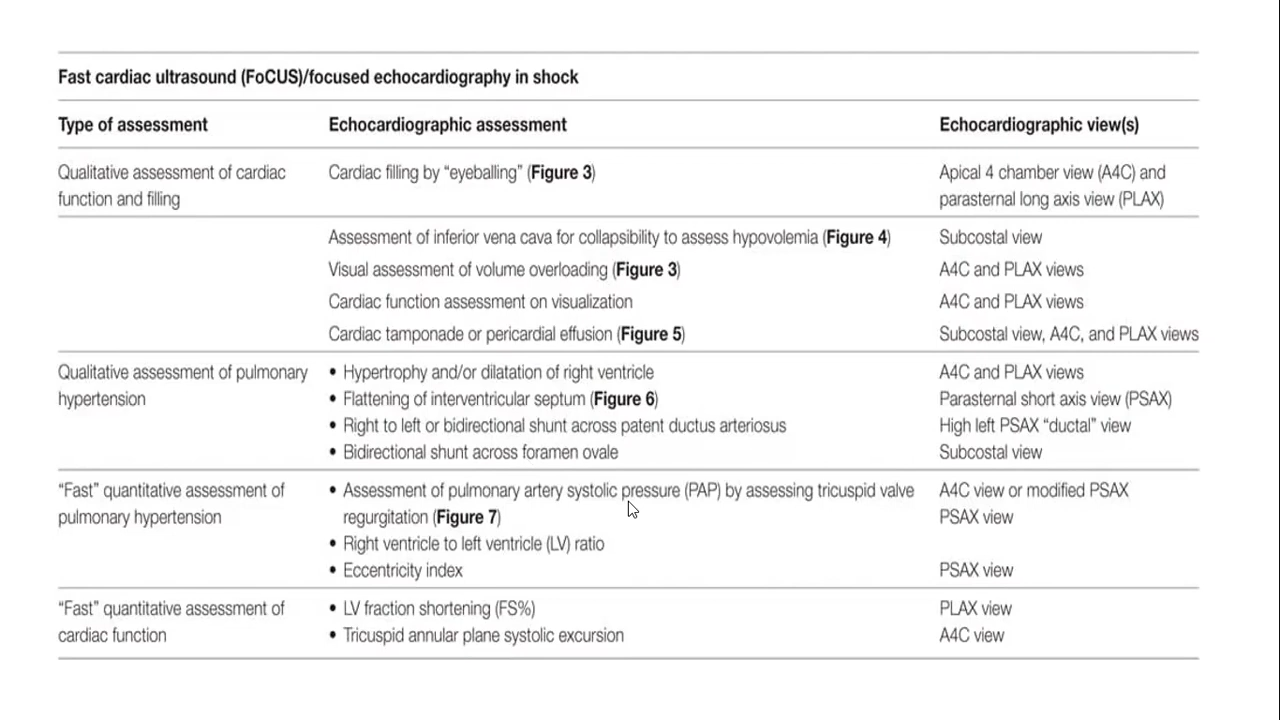 Fast cardiac ultrasound (FoCUS)/focused echocardiography in shock
Type of assessment Echocardiographic assessment Echocardiographic view(s)
Qualitative assessment of cardiac Cardiac filling by “eyeballing” (Figure 3) Apical 4 chamber view (A4C) and
function and filling parasternal long axis view (PLAX)
Assessment of inferior vena cava for collapsibility to assess hypovolemia (Figure 4) Subcostal view
Visual assessment of volume overloading (Figure 3) A4C and PLAX views
Cardiac function assessment on visualization A4C and PLAX views
Cardiac tamponade or pericardial effusion (Figure 5) Subcostal view, A4C, and PLAX views
Qualitative assessment of pulmonary • Hypertrophy and/or dilatation of right ventricle A4C and PLAX views
hypertension • Flattening of interventricular septum (Figure 6) Parasternal short axis view (PSAX)
• Right to left or bidirectional shunt across patent ductus arteriosus High left PSAX “ductal” view
• Bidirectional shunt across foramen ovale Subcostal view
“Fast” quantitative assessment of • Assessment of pulmonary artery systolic pressure (PAP) by assessing tricuspid valve A4C view or modified PSAX
pulmonary hypertension regurgitation (Figure 7) PSAX view
• Right ventricle to left ventricle (LV) ratio
• Eccentricity index PSAX view
“Fast” quantitative assessment of • LV fraction shortening (FS%) PLAX view
cardiac function • Tricuspid annular plane systolic excursion A4C view